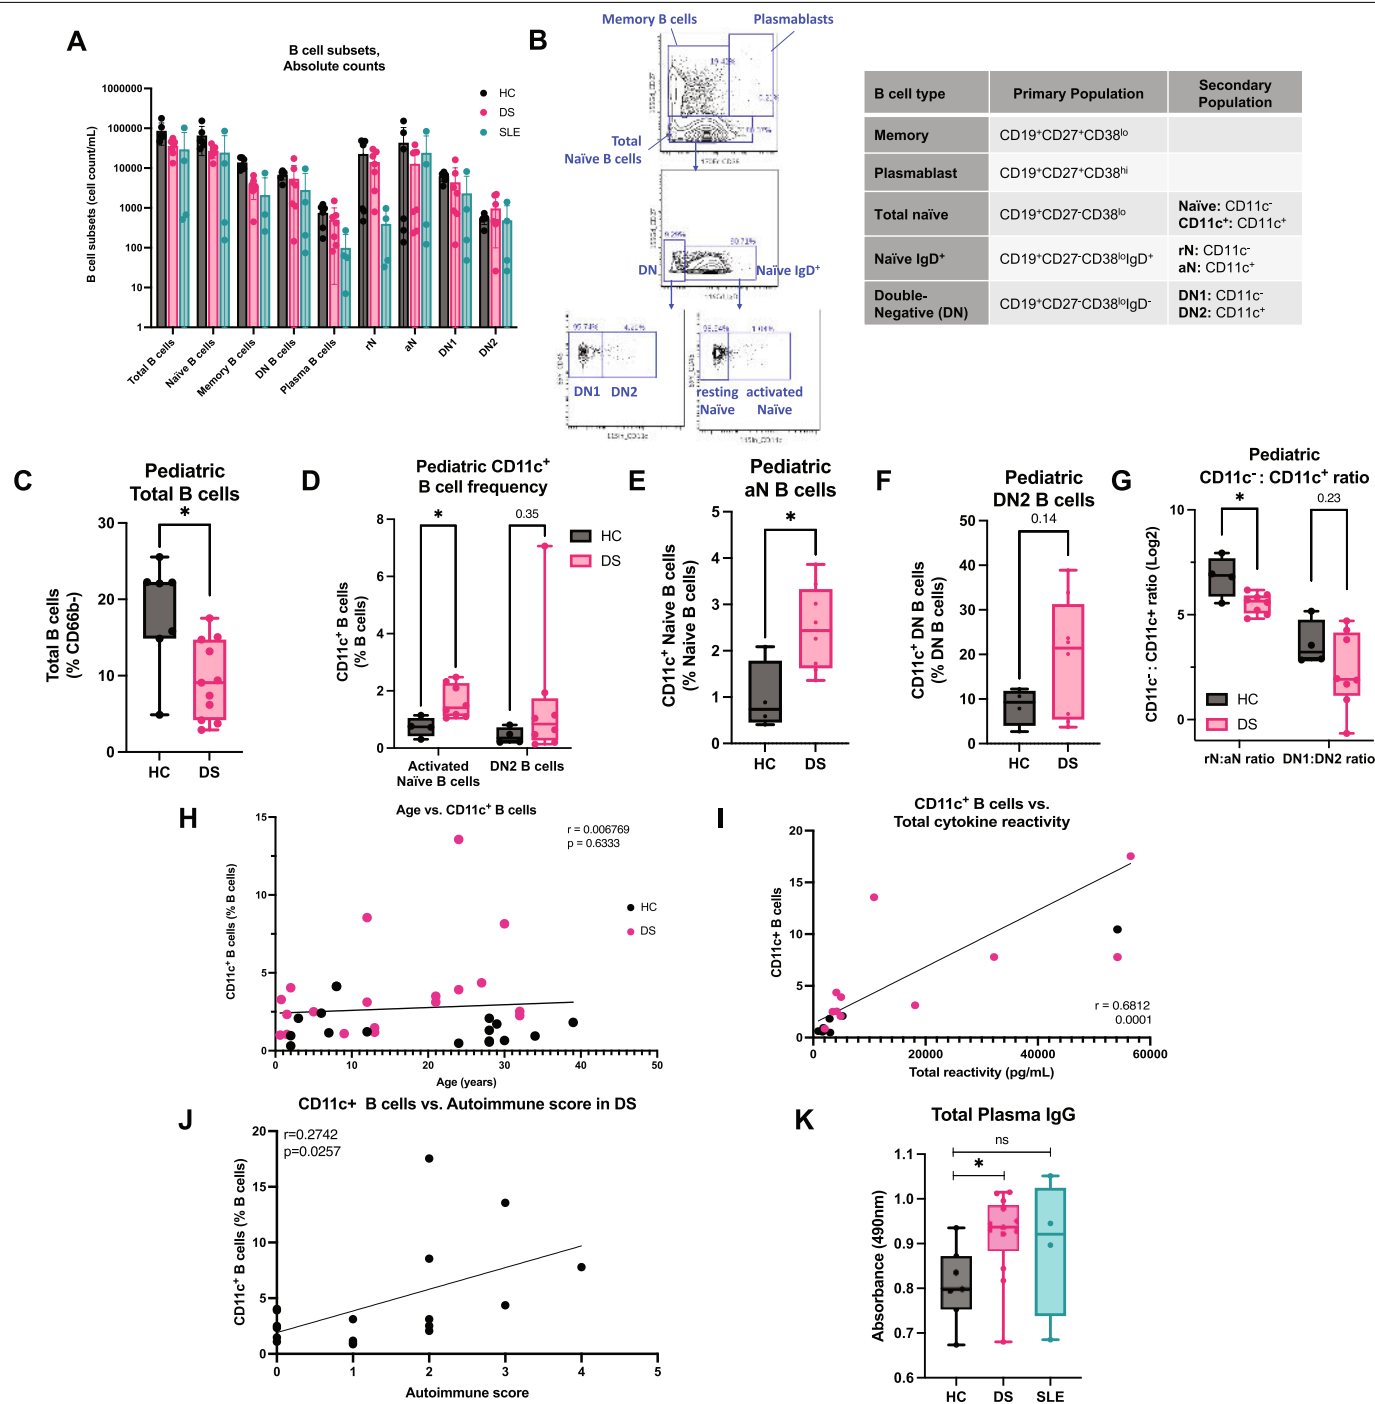 A
B cell subsets,
Absolute counts
B cell subsets (cell count/mL)
1000000
100000
10000
1000
100
10
1
HC
DS
SLE
Total B cells
Naïve B cells
Memory B cells
DN B cells
Plasma B cells
rN
aN
DN1
DN2
B
Memory B cells
Plasmablasts
Total
Naïve B cells
DN
Naïve IgD⁺
9.29%
90.71%
DN1 DN2
resting
Naïve
activated
Naïve
B cell type Primary Population Secondary Population
Memory CD19⁺CD27⁺CD38ˡᵒ
Plasmablast CD19⁺CD27⁺CD38ʰⁱ
Total naïve CD19⁺CD27⁻CD38ˡᵒ Naïve: CD11c⁻
CD11c⁺: CD11c⁺
Naïve IgD⁺ CD19⁺CD27⁻CD38ˡᵒIgD⁺ rN: CD11c⁻
aN: CD11c⁺
Double-Negative (DN) CD19⁺CD27⁻CD38ˡᵒIgD⁻ DN1: CD11c⁻
DN2: CD11c⁺
C
Pediatric
Total B cells
*
Total B cells
(% CD66b-)
30
20
10
0
HC DS
D
Pediatric CD11c⁺
B cell frequency
*
0.35
HC
DS
CD11c⁺ B cells
(% B cells)
8
6
4
2
0
Activated
Naïve B cells
DN2 B cells
E
Pediatric
aN B cells
*
CD11c⁺ Naive B cells
(% Naive B cells)
5
4
3
2
1
0
HC DS
F
Pediatric
DN2 B cells
0.14
CD11c⁺ DN B cells
(% DN B cells)
50
40
30
20
10
0
HC DS
G
Pediatric
CD11c⁻ : CD11c⁺ ratio
*
0.23
CD11c⁻ : CD11c+ ratio (Log2)
10
5
0
HC
DS
rN:aN ratio DN1:DN2 ratio
H
Age vs. CD11c⁺ B cells
r = 0.006769
p = 0.6333
HC
DS
CD11c⁺ B cells (% B cells)
15
10
5
0
0 10 20 30 40 50
Age (years)
I
CD11c⁺ B cells vs.
Total cytokine reactivity
CD11c+ B cells
20
15
10
5
0
r = 0.6812
0.0001
0 20000 40000 60000
Total reactivity (pg/mL)
J
CD11c+ B cells vs. Autoimmune score in DS
r=0.2742
p=0.0257
CD11c⁺ B cells (% B cells)
20
15
10
5
0
0 1 2 3 4 5
Autoimmune score
K
Total Plasma IgG
ns
*
Absorbance (490nm)
1.1
1.0
0.9
0.8
0.7
0.6
HC DS SLE